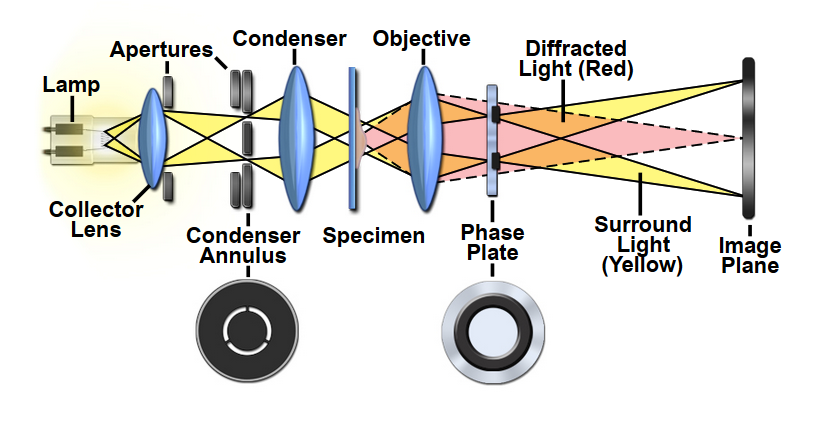 Apertures
Condenser
Objective
Diffracted
Light (Red)
Lamp
Collector
Lens
Condenser
Annulus
Specimen
Phase
Plate
Surround
Light
(Yellow)
Image
Plane